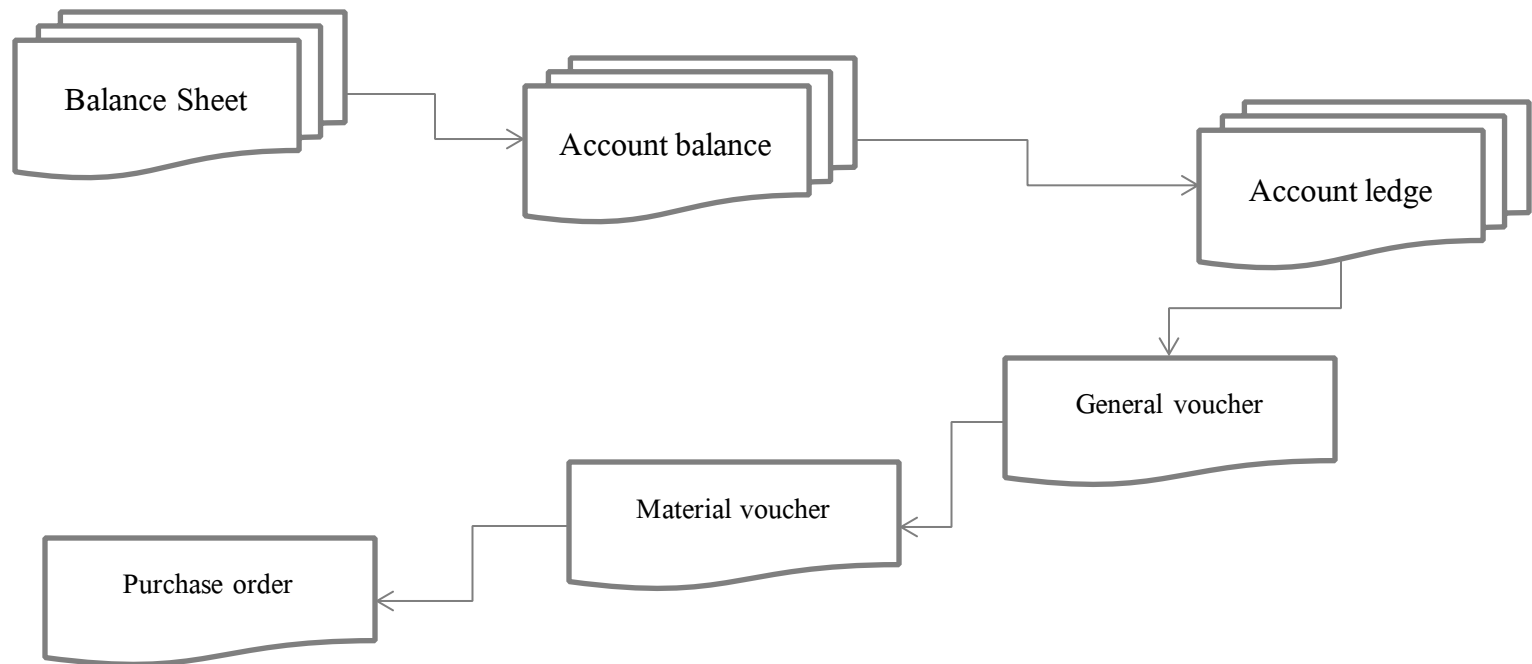 Balance Sheet
Account balance
Account ledge
General voucher
Material voucher
Purchase order